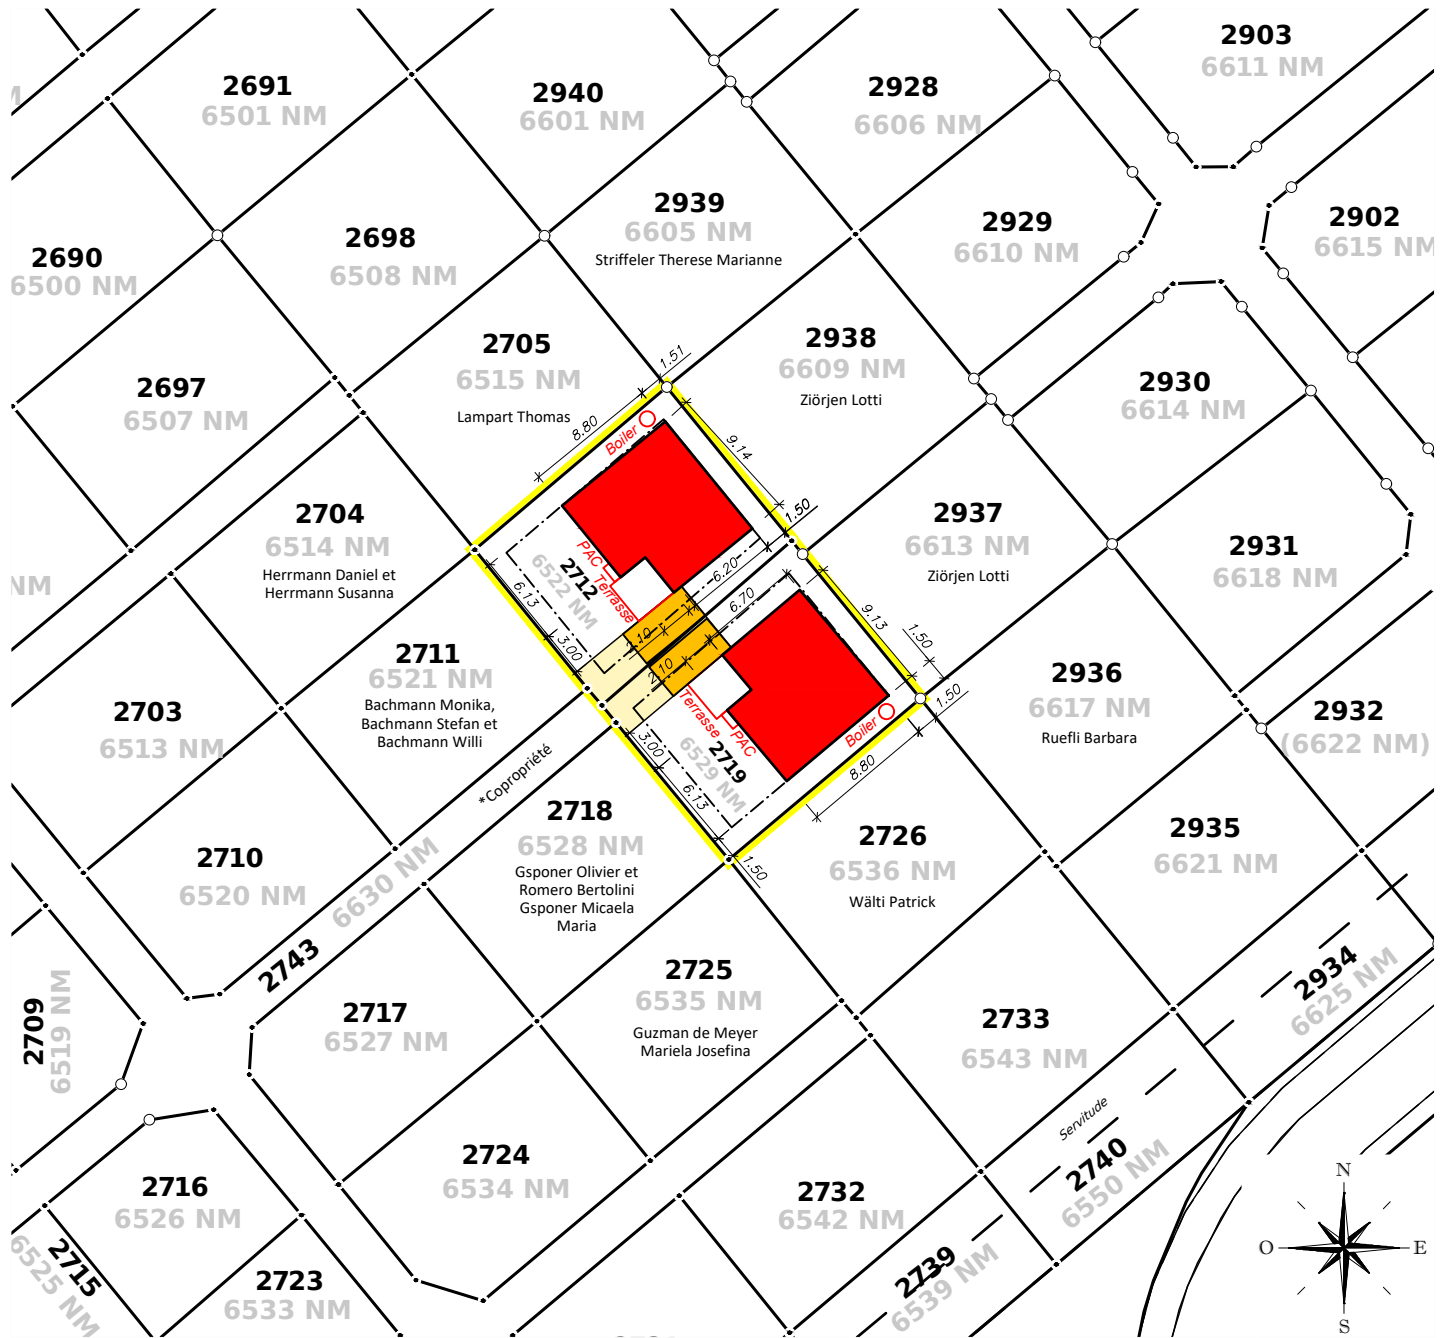 2903
6611 NM
2691
6501 NM
2940
6601 NM
2928
6606 NM
2939
6605 NM
Striffeler Therese Marianne
2929
6610 NM
2902
6615 NM
2690
6500 NM
2698
6508 NM
2705
6515 NM
Lampart Thomas
2938
6609 NM
Ziörjen Lotti
2930
6614 NM
2697
6507 NM
1.51
8.80
Boiler
9.14
1.50
2704
6514 NM
Herrmann Daniel et
Herrmann Susanna
2937
6613 NM
Ziörjen Lotti
2931
6618 NM
NM
PAC
Terrasse
2712
6522 NM
6.20
6.70
6.13
3.00
9.13
1.50
1.50
2711
6521 NM
Bachmann Monika,
Bachmann Stefan et
Bachmann Willi
2703
6513 NM
2936
6617 NM
Ruefli Barbara
2932
(6622 NM)
Terrasse
PAC
2719
6529 NM
Boiler
8.80
3.00
6.13
1.50
*Copropriété
2718
6528 NM
Gsponer Olivier et
Romero Bertolini
Gsponer Micaela
Maria
2726
6536 NM
Wälti Patrick
2935
6621 NM
2710
6520 NM
6630 NM
2743
2709
6519 NM
2717
6527 NM
2725
6535 NM
Guzman de Meyer
Mariela Josefina
2733
6543 NM
2934
6625 NM
Servitude
2740
6550 NM
2724
6534 NM
2716
6526 NM
2715
6525 NM
2723
6533 NM
2732
6542 NM
2739
6539 NM
N
O
E
S